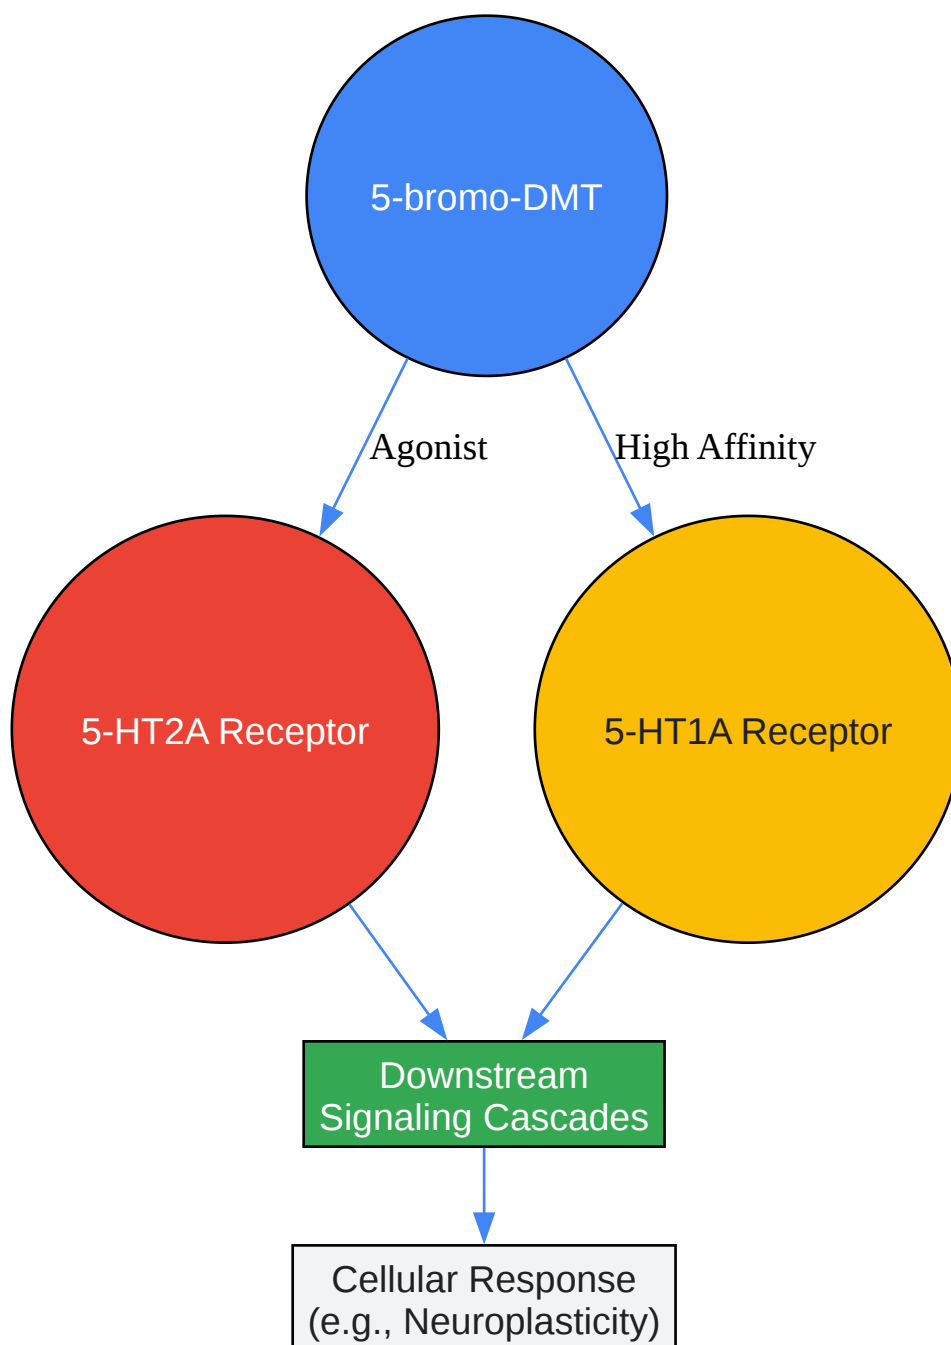 5-bromo-DMT
Agonist
High Affinity
5-HT2A Receptor
5-HT1A Receptor
Downstream
Signaling Cascades
Cellular Response
(e.g., Neuroplasticity)